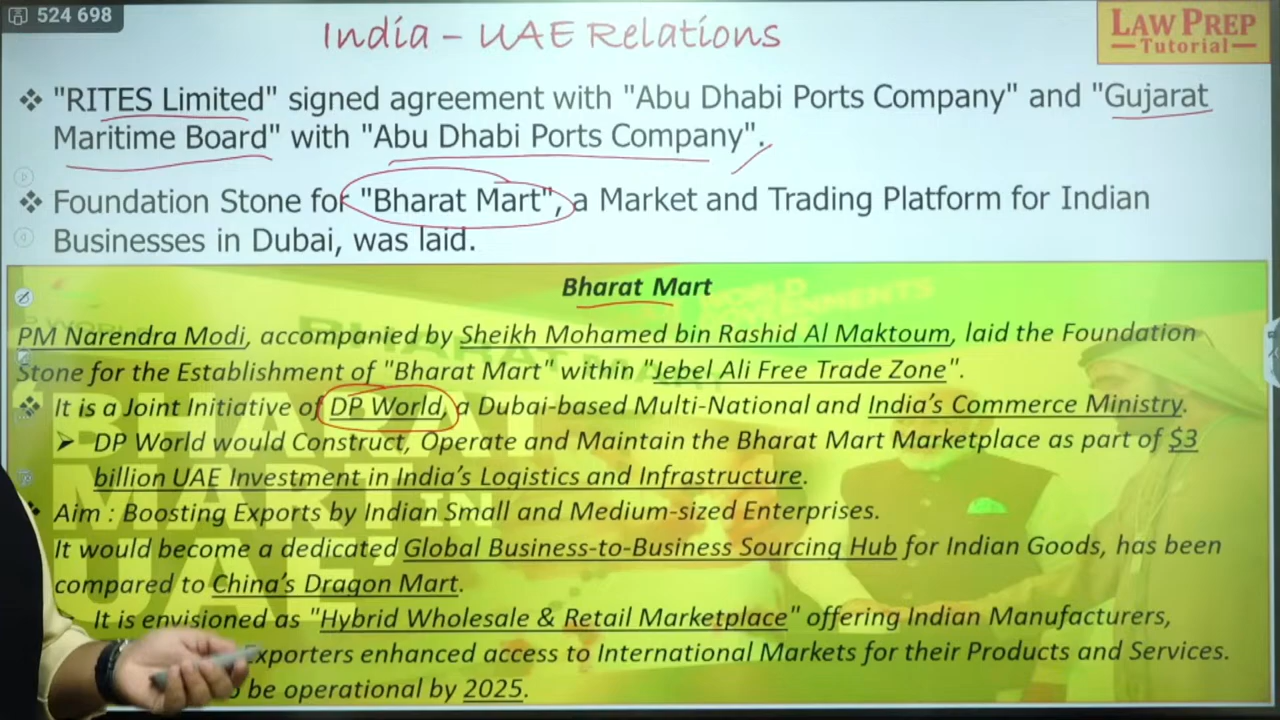 524 698
India - UAE Relations
LAW PREP
Tutorial
❖ "RITES Limited" signed agreement with "Abu Dhabi Ports Company" and "Gujarat
Maritime Board" with "Abu Dhabi Ports Company".
❖ Foundation Stone for "Bharat Mart", a Market and Trading Platform for Indian
Businesses in Dubai, was laid.
Bharat Mart
PM Narendra Modi, accompanied by Sheikh Mohamed bin Rashid Al Maktoum, laid the Foundation
Stone for the Establishment of "Bharat Mart" within "Jebel Ali Free Trade Zone".
❖ It is a Joint Initiative of DP World, a Dubai-based Multi-National and India's Commerce Ministry.
➤ DP World would Construct, Operate and Maintain the Bharat Mart Marketplace as part of $3
billion UAE Investment in India's Logistics and Infrastructure.
Aim : Boosting Exports by Indian Small and Medium-sized Enterprises.
It would become a dedicated Global Business-to-Business Sourcing Hub for Indian Goods, has been
compared to China's Dragon Mart.
It is envisioned as "Hybrid Wholesale & Retail Marketplace" offering Indian Manufacturers,
Exporters enhanced access to International Markets for their Products and Services.
be operational by 2025.
BHARAT
MART IN
UAE